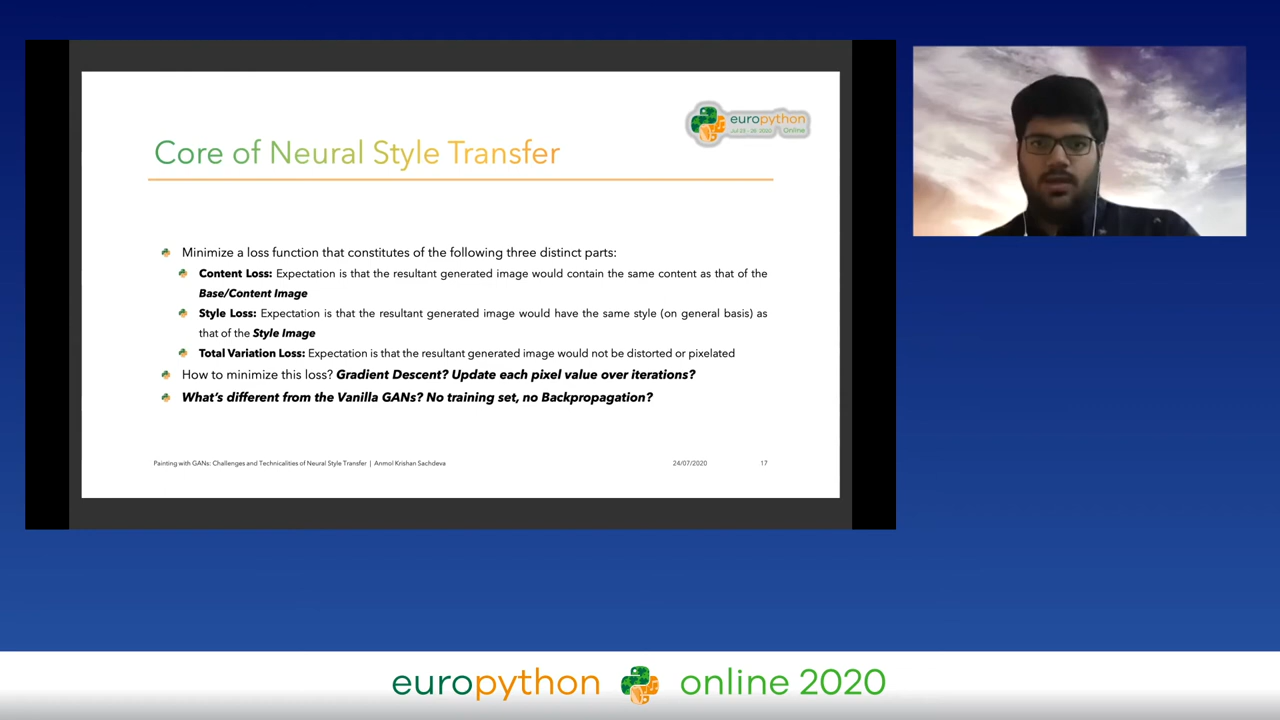 europython
Jul 23 - 26 2020 Online
Core of Neural Style Transfer
Minimize a loss function that constitutes of the following three distinct parts:
Content Loss: Expectation is that the resultant generated image would contain the same content as that of the
Base/Content Image
Style Loss: Expectation is that the resultant generated image would have the same style (on general basis) as
that of the Style Image
Total Variation Loss: Expectation is that the resultant generated image would not be distorted or pixelated
How to minimize this loss? Gradient Descent? Update each pixel value over iterations?
What's different from the Vanilla GANs? No training set, no Backpropagation?
Painting with GANs: Challenges and Technicalities of Neural Style Transfer | Anmol Krishan Sachdeva 24/07/2020 17
europython online 2020